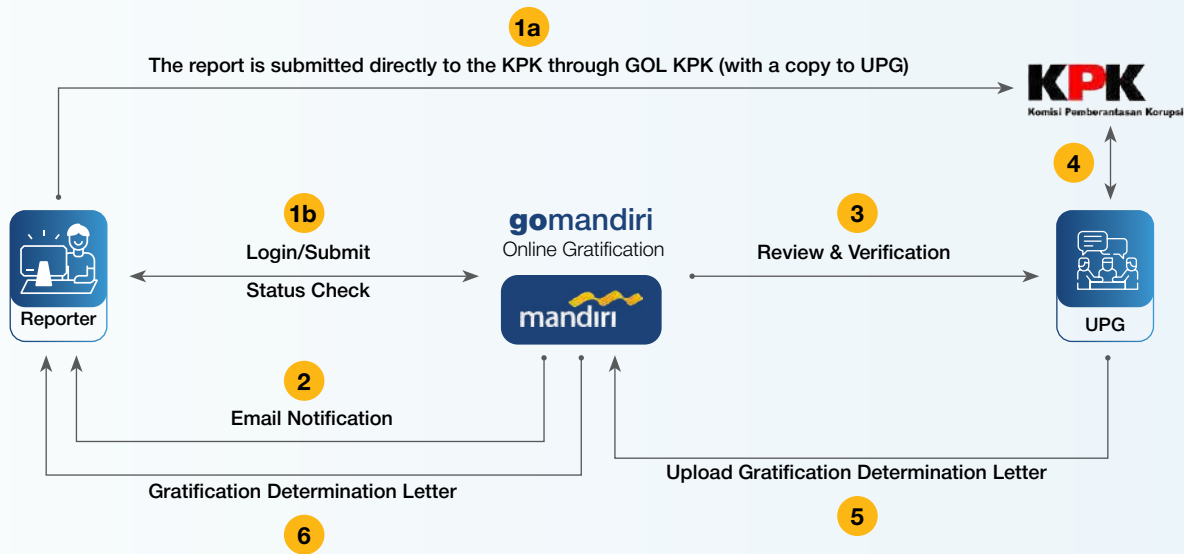 1a
The report is submitted directly to the KPK through GOL KPK (with a copy to UPG)
KPK
Komisi Pemberantasan Korupsi
4
1b
Login/Submit
Status Check
gomandiri
Online Gratification
mandiri
3
Review & Verification
Reporter
UPG
2
Email Notification
Gratification Determination Letter
6
Upload Gratification Determination Letter
5